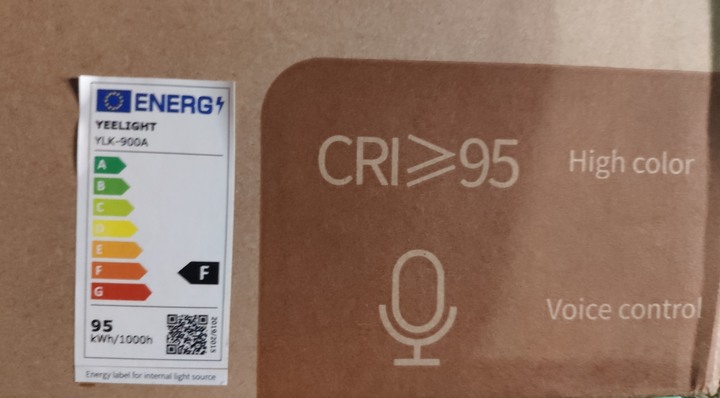 ENERG
YEELIGHT
YLK-900A
A
B
C
D
E
F
G
F
95
kWh/1000h
2019/2015
Energy label for internal light source
CRI≥95
High color
Voice control